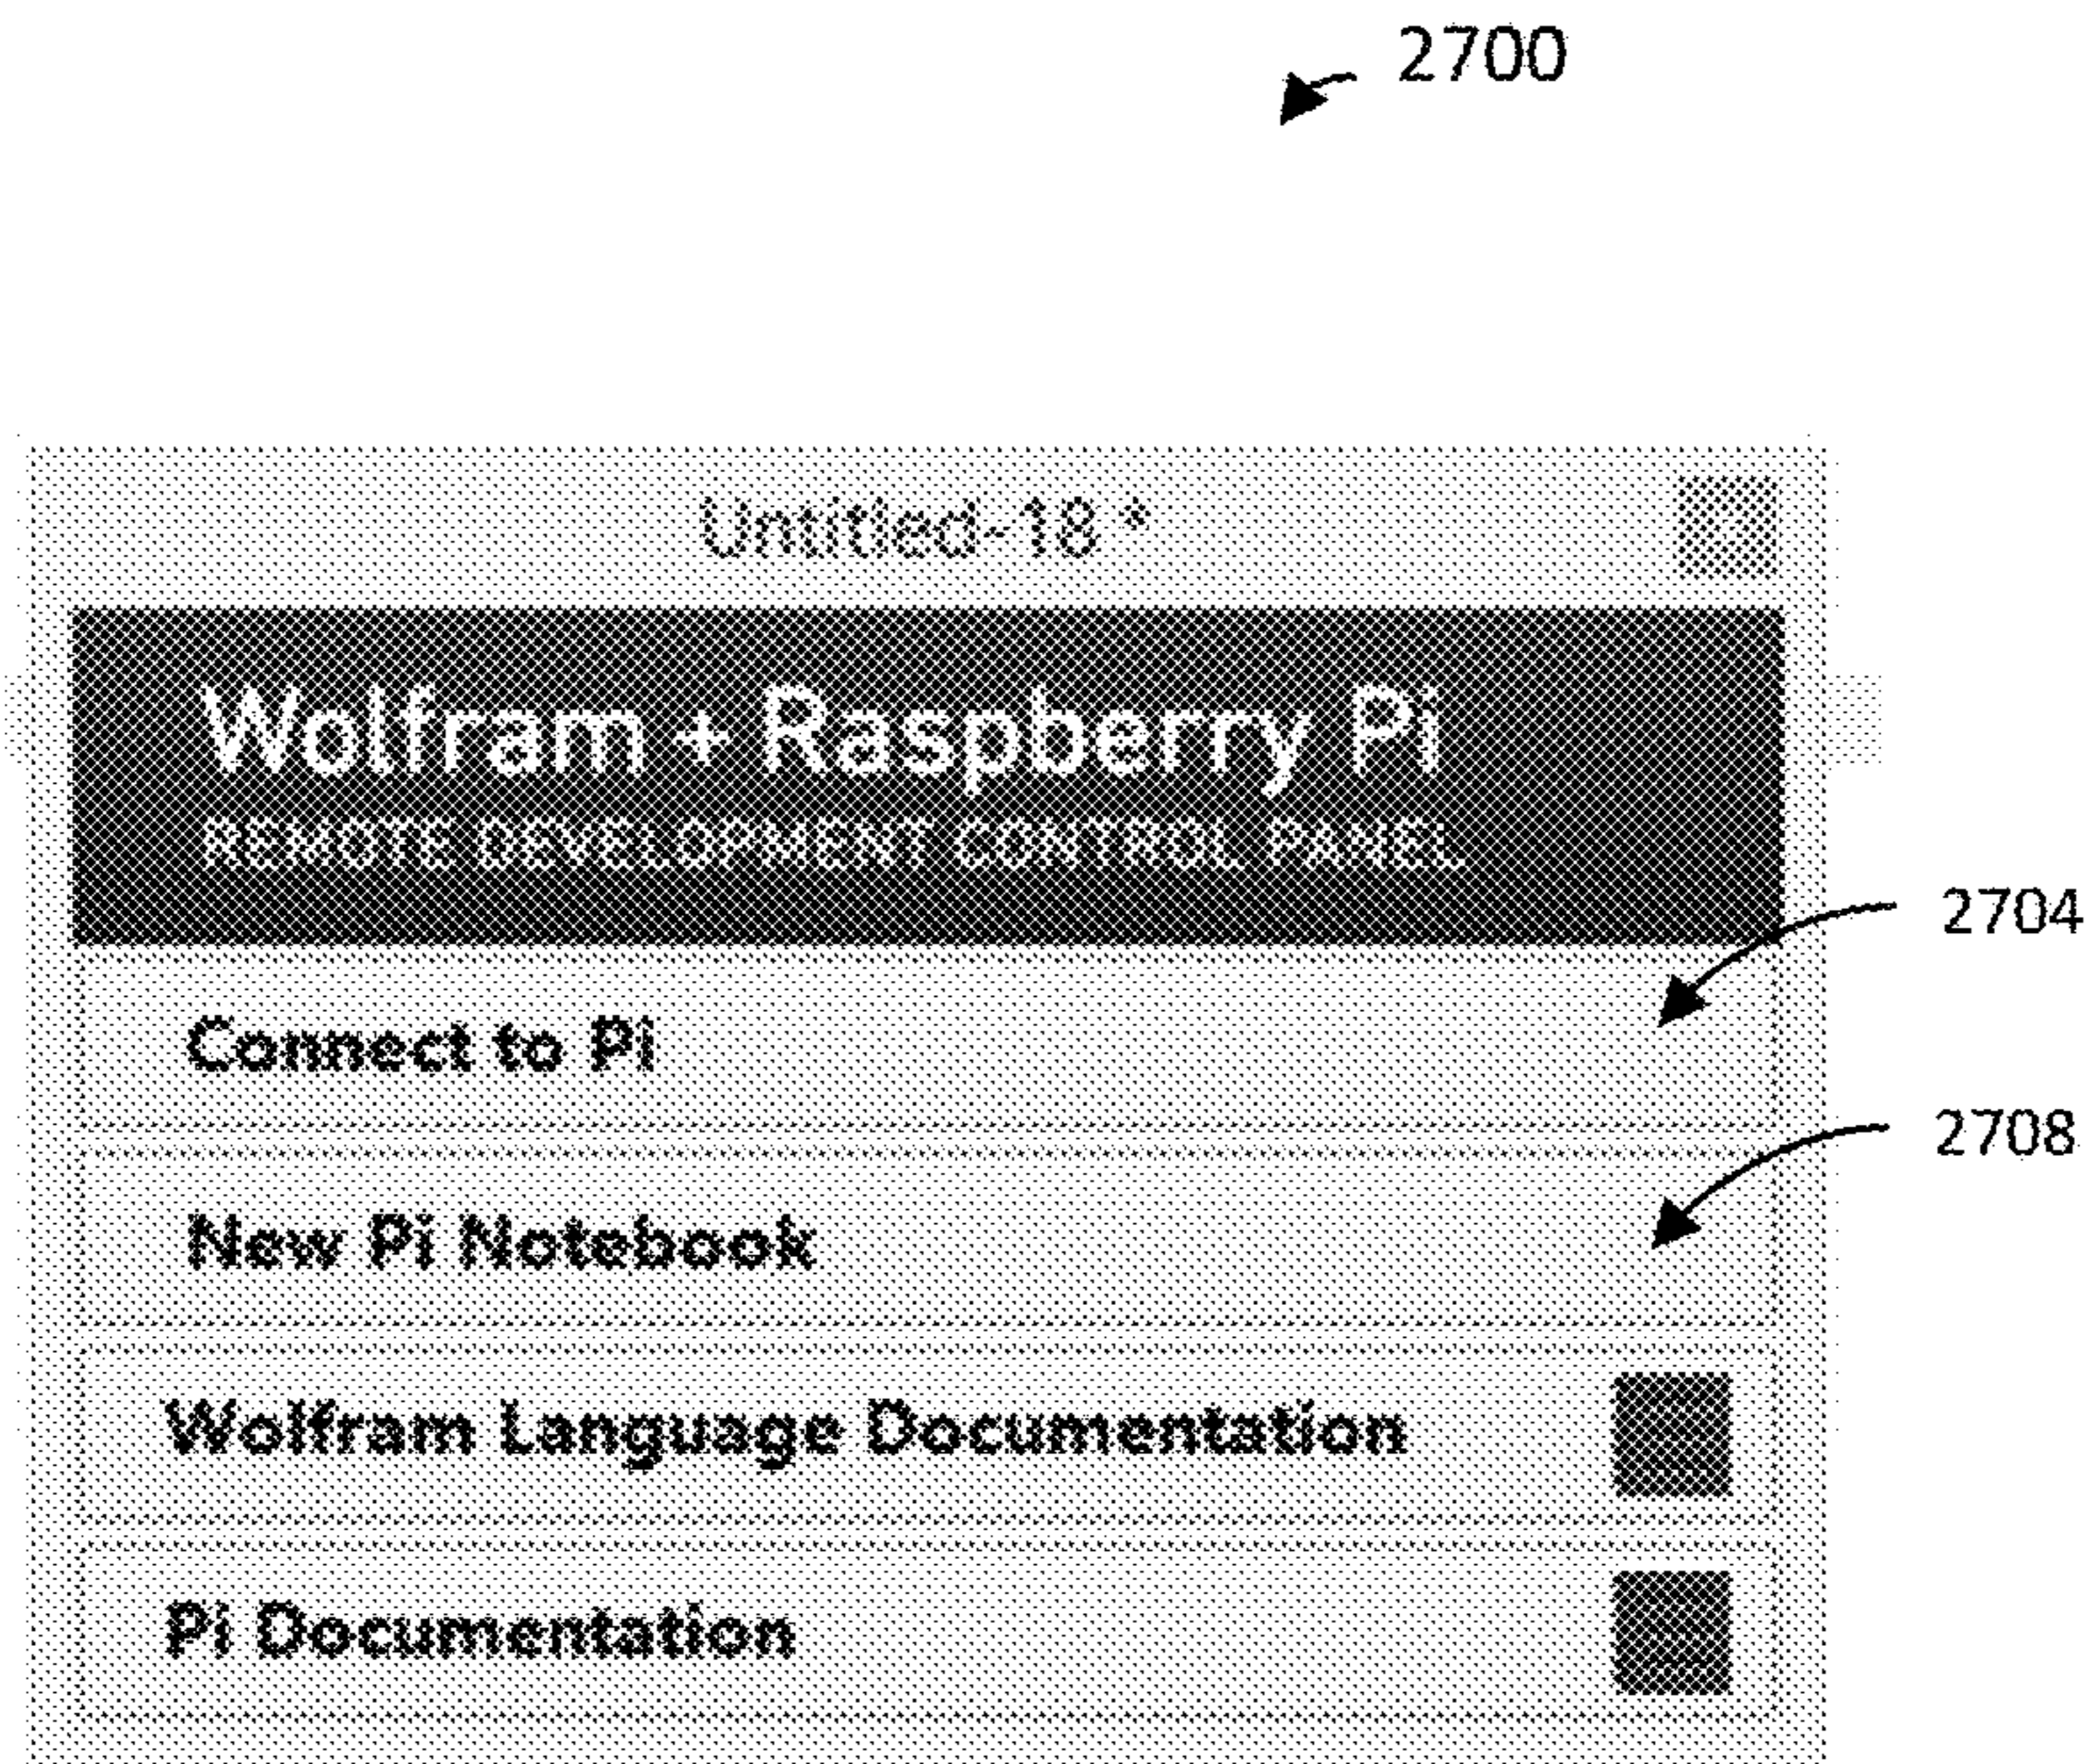 2700
Untitled-18 *
Wolfram + Raspberry Pi
REMOTE DEVELOPMENT CONTROL PANEL
2704
Connect to Pi
2708
New Pi Notebook
Wolfram Language Documentation
Pi Documentation